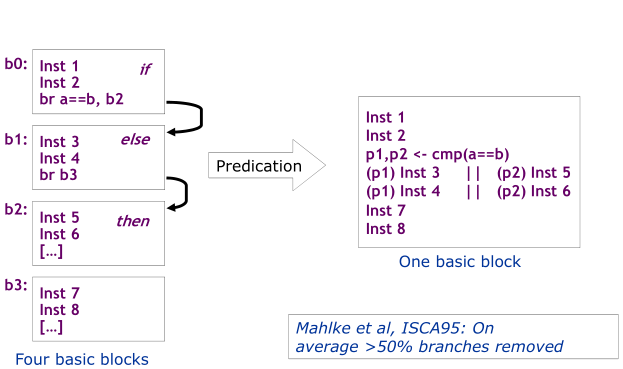 b0:
Inst 1
if
Inst 2
br a==b, b2
b1:
Inst 3
else
Inst 4
br b3
b2:
Inst 5
then
Inst 6
[...]
b3:
Inst 7
Inst 8
[...]
Four basic blocks
Predication
Inst 1
Inst 2
p1,p2 <- cmp(a==b)
(p1) Inst 3 || (p2) Inst 5
(p1) Inst 4 || (p2) Inst 6
Inst 7
Inst 8
One basic block
Mahlke et al, ISCA95: On
average >50% branches removed